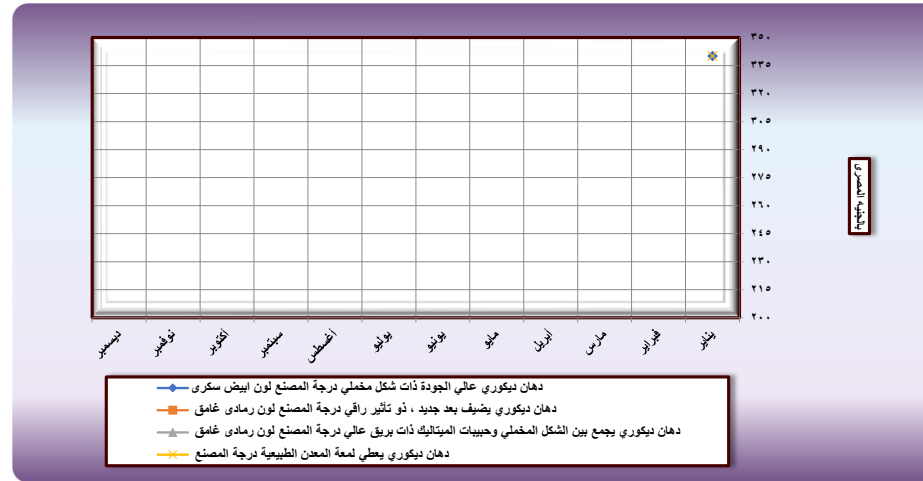 ٣٥٠
٣٣٥
٣٢٠
٣٠٥
٢٩٠
٢٧٥
٢٦٠
٢٤٥
٢٣٠
٢١٥
٢٠٠
بالجنيه المصرى
يناير
فبراير
مارس
أبريل
مايو
يونيو
يوليو
أغسطس
سبتمبر
أكتوبر
نوفمبر
ديسمبر
دهان ديكوري عالي الجودة ذات شكل مخملي درجة المصنع لون ابيض سكرى
دهان ديكوري يضيف بعد جديد ، ذو تأثير راقي درجة المصنع لون رمادى غامق
دهان ديكوري يجمع بين الشكل المخملي وحبيبات الميتاليك ذات بريق عالي درجة المصنع لون رمادى غامق
دهان ديكوري يعطي لمعة المعدن الطبيعية درجة المصنع